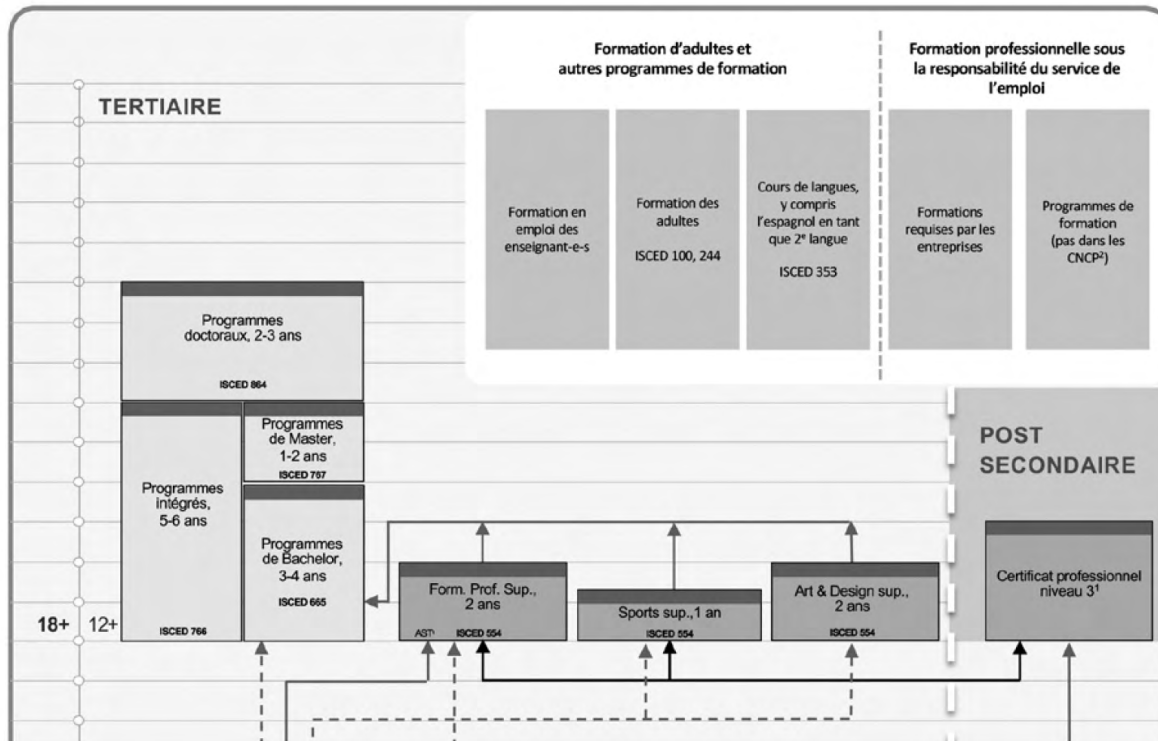 Formation d'adultes et
autres programmes de formation
Formation professionnelle sous
la responsabilité du service de
l'emploi
TERTIAIRE
Formation en
emploi des
enseignant-e-s
Formation des
adultes
ISCED 100, 244
Cours de langues,
y compris
l'espagnol en tant
que 2e langue
ISCED 353
Formations
requises par les
entreprises
Programmes de
formation
(pas dans les
CNCP²)
Programmes
doctoraux, 2-3 ans
ISCED 864
Programmes
de Master,
1-2 ans
ISCED 767
Programmes
intégrés,
5-6 ans
ISCED 766
Programmes
de Bachelor,
3-4 ans
ISCED 665
POST
SECONDAIRE
Form. Prof. Sup.,
2 ans
ISCED 554
Sports sup.,1 an
ISCED 554
Art & Design sup.,
2 ans
ISCED 554
Certificat professionnel
niveau 3¹
18+ 12+